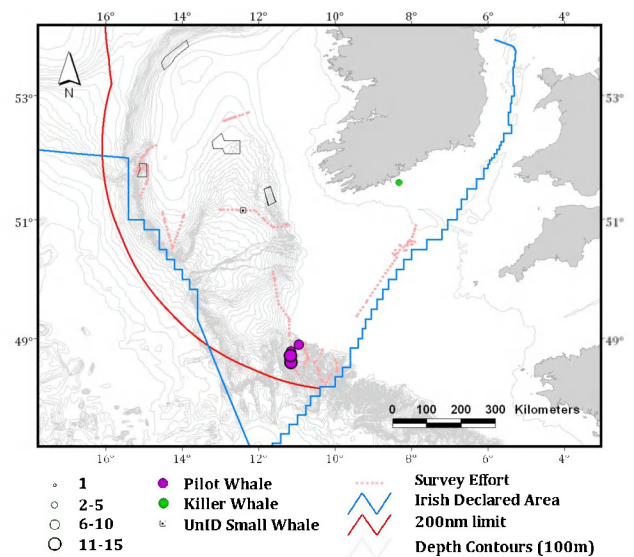 16° 14° 12° 10° 8° 6° 4°
N
53° 53°
51° 51°
49° 49°
0 100 200 300 Kilometers
16° 14° 12° 10° 8° 6° 4°
1 Pilot Whale Survey Effort
2-5 Killer Whale Irish Declared Area
6-10 UnID Small Whale 200nm limit
11-15 Depth Contours (100m)